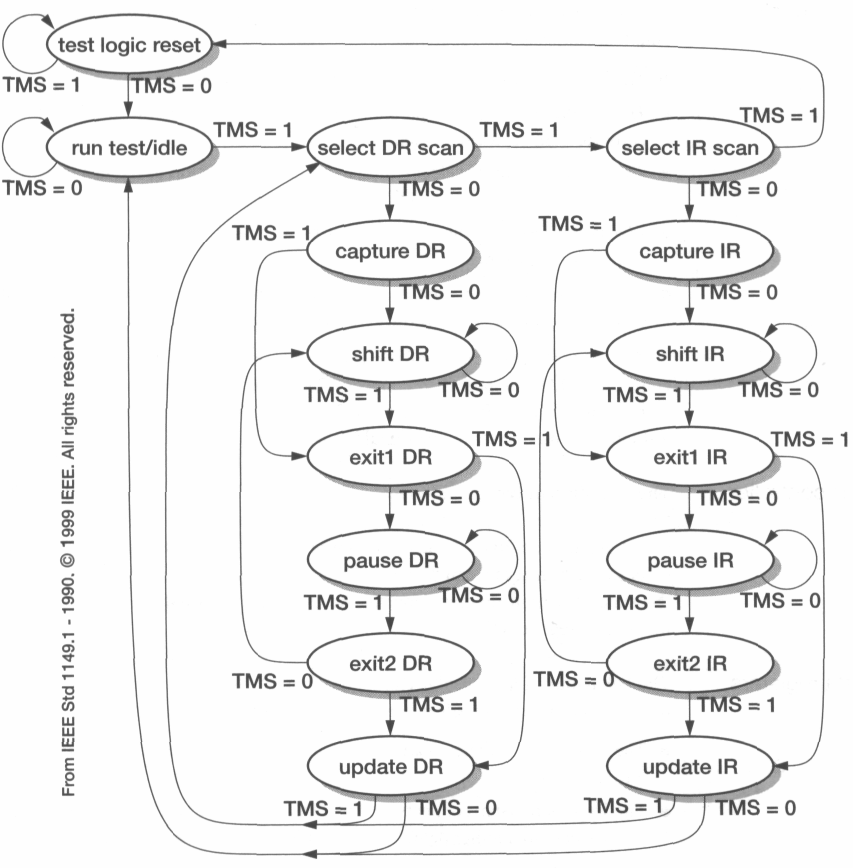 test logic reset
TMS = 1
TMS = 0
TMS = 1
run test/idle
TMS = 1
select DR scan
TMS = 1
select IR scan
TMS = 0
TMS = 0
TMS = 0
TMS = 1
capture DR
TMS = 1
capture IR
TMS = 0
TMS = 0
shift DR
shift IR
TMS = 1
TMS = 0
TMS = 1
TMS = 0
exit1 DR
TMS = 1
exit1 IR
TMS = 1
TMS = 0
TMS = 0
pause DR
pause IR
TMS = 1
TMS = 0
TMS = 1
TMS = 0
exit2 DR
exit2 IR
TMS = 0
TMS = 0
TMS = 1
TMS = 1
update DR
update IR
TMS = 1
TMS = 0
TMS = 1
TMS = 0
From IEEE Std 1149.1 - 1990. © 1999 IEEE. All rights reserved.